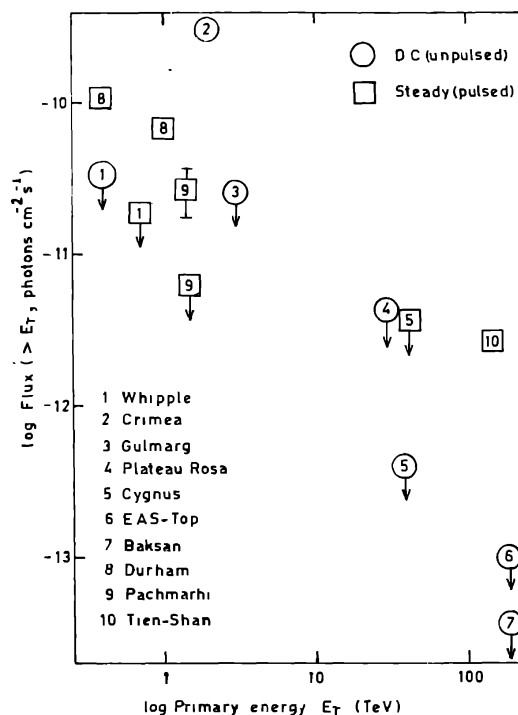 DC (unpulsed)
Steady (pulsed)
2
8
8
1
9
3
1
9
4
5
10
5
6
7
-10
-11
-12
-13
log Flux ( > E_T, photons cm^-2 s^-1)
1 Whipple
2 Crimea
3 Gulmarg
4 Plateau Rosa
5 Cygnus
6 EAS-Top
7 Baksan
8 Durham
9 Pachmarhi
10 Tien-Shan
1 10 100
log Primary energy, E_T (TeV)